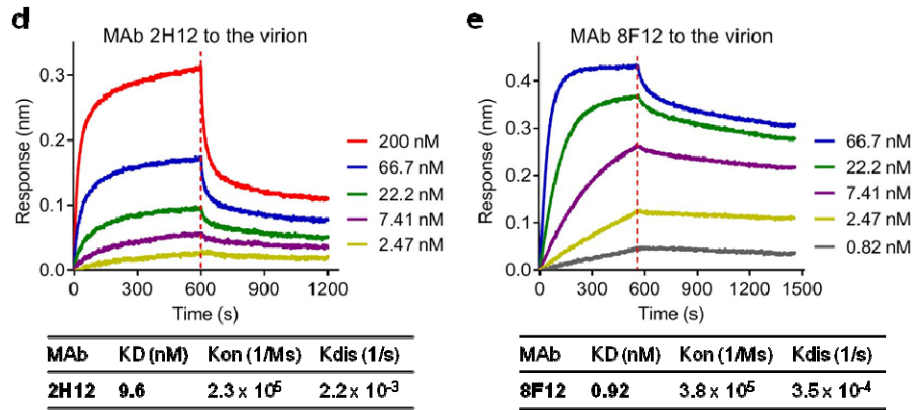 d
MAb 2H12 to the virion
Response (nm)
0.3
0.2
0.1
0.0
0 300 600 900 1200
Time (s)
200 nM
66.7 nM
22.2 nM
7.41 nM
2.47 nM
MAb KD (nM) Kon (1/Ms) Kdis (1/s)
2H12 9.6 2.3 x 10⁵ 2.2 x 10⁻³
e
MAb 8F12 to the virion
Response (nm)
0.4
0.3
0.2
0.1
0.0
0 300 600 900 1200 1500
Time (s)
66.7 nM
22.2 nM
7.41 nM
2.47 nM
0.82 nM
MAb KD (nM) Kon (1/Ms) Kdis (1/s)
8F12 0.92 3.8 x 10⁵ 3.5 x 10⁻⁴